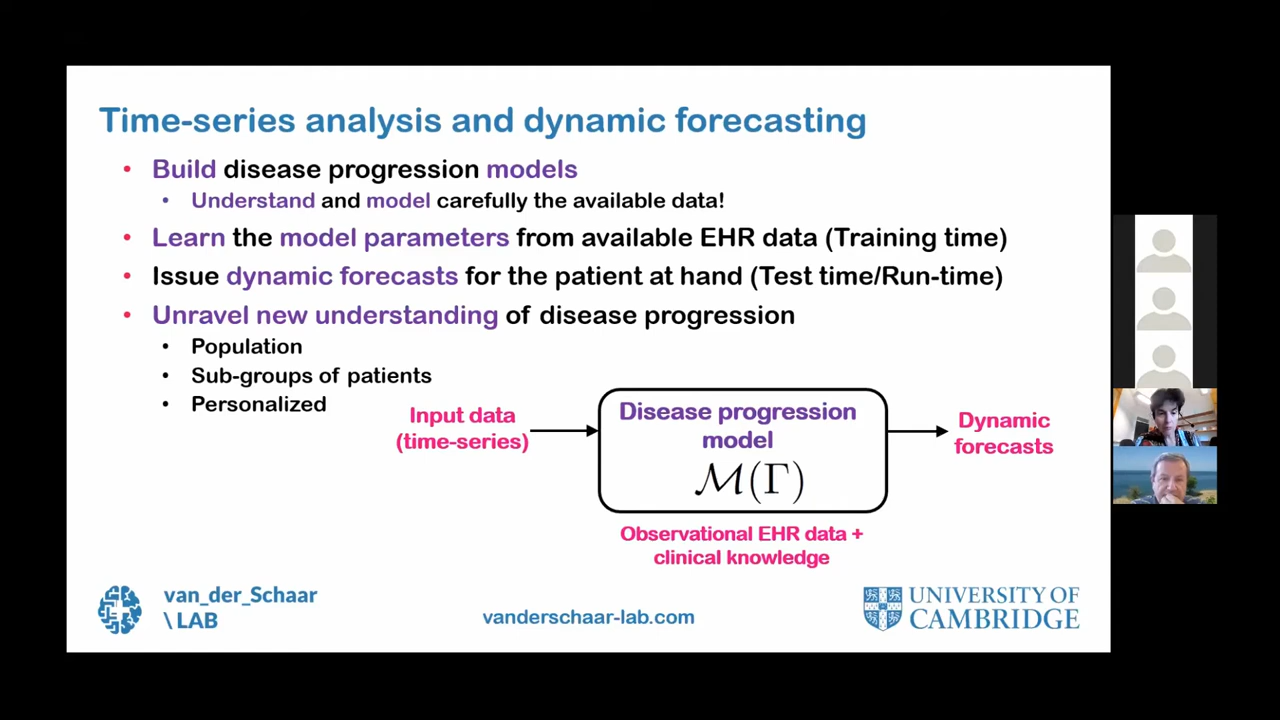 Time-series analysis and dynamic forecasting
• Build disease progression models
• Understand and model carefully the available data!
• Learn the model parameters from available EHR data (Training time)
• Issue dynamic forecasts for the patient at hand (Test time/Run-time)
• Unravel new understanding of disease progression
• Population
• Sub-groups of patients
• Personalized
Input data
(time-series)
Disease progression
model
ℳ(Γ)
Dynamic
forecasts
Observational EHR data +
clinical knowledge
van_der_Schaar
\ LAB
vanderschaar-lab.com
UNIVERSITY OF
CAMBRIDGE